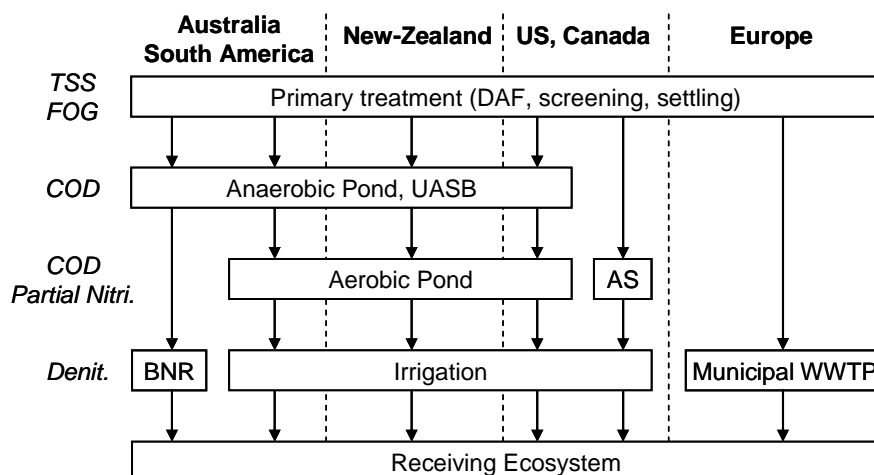 Australia
South America
New-Zealand
US, Canada
Europe
TSS
FOG
Primary treatment (DAF, screening, settling)
COD
Anaerobic Pond, UASB
COD
Partial Nitri.
Aerobic Pond
AS
Denit.
BNR
Irrigation
Municipal WWTP
Receiving Ecosystem